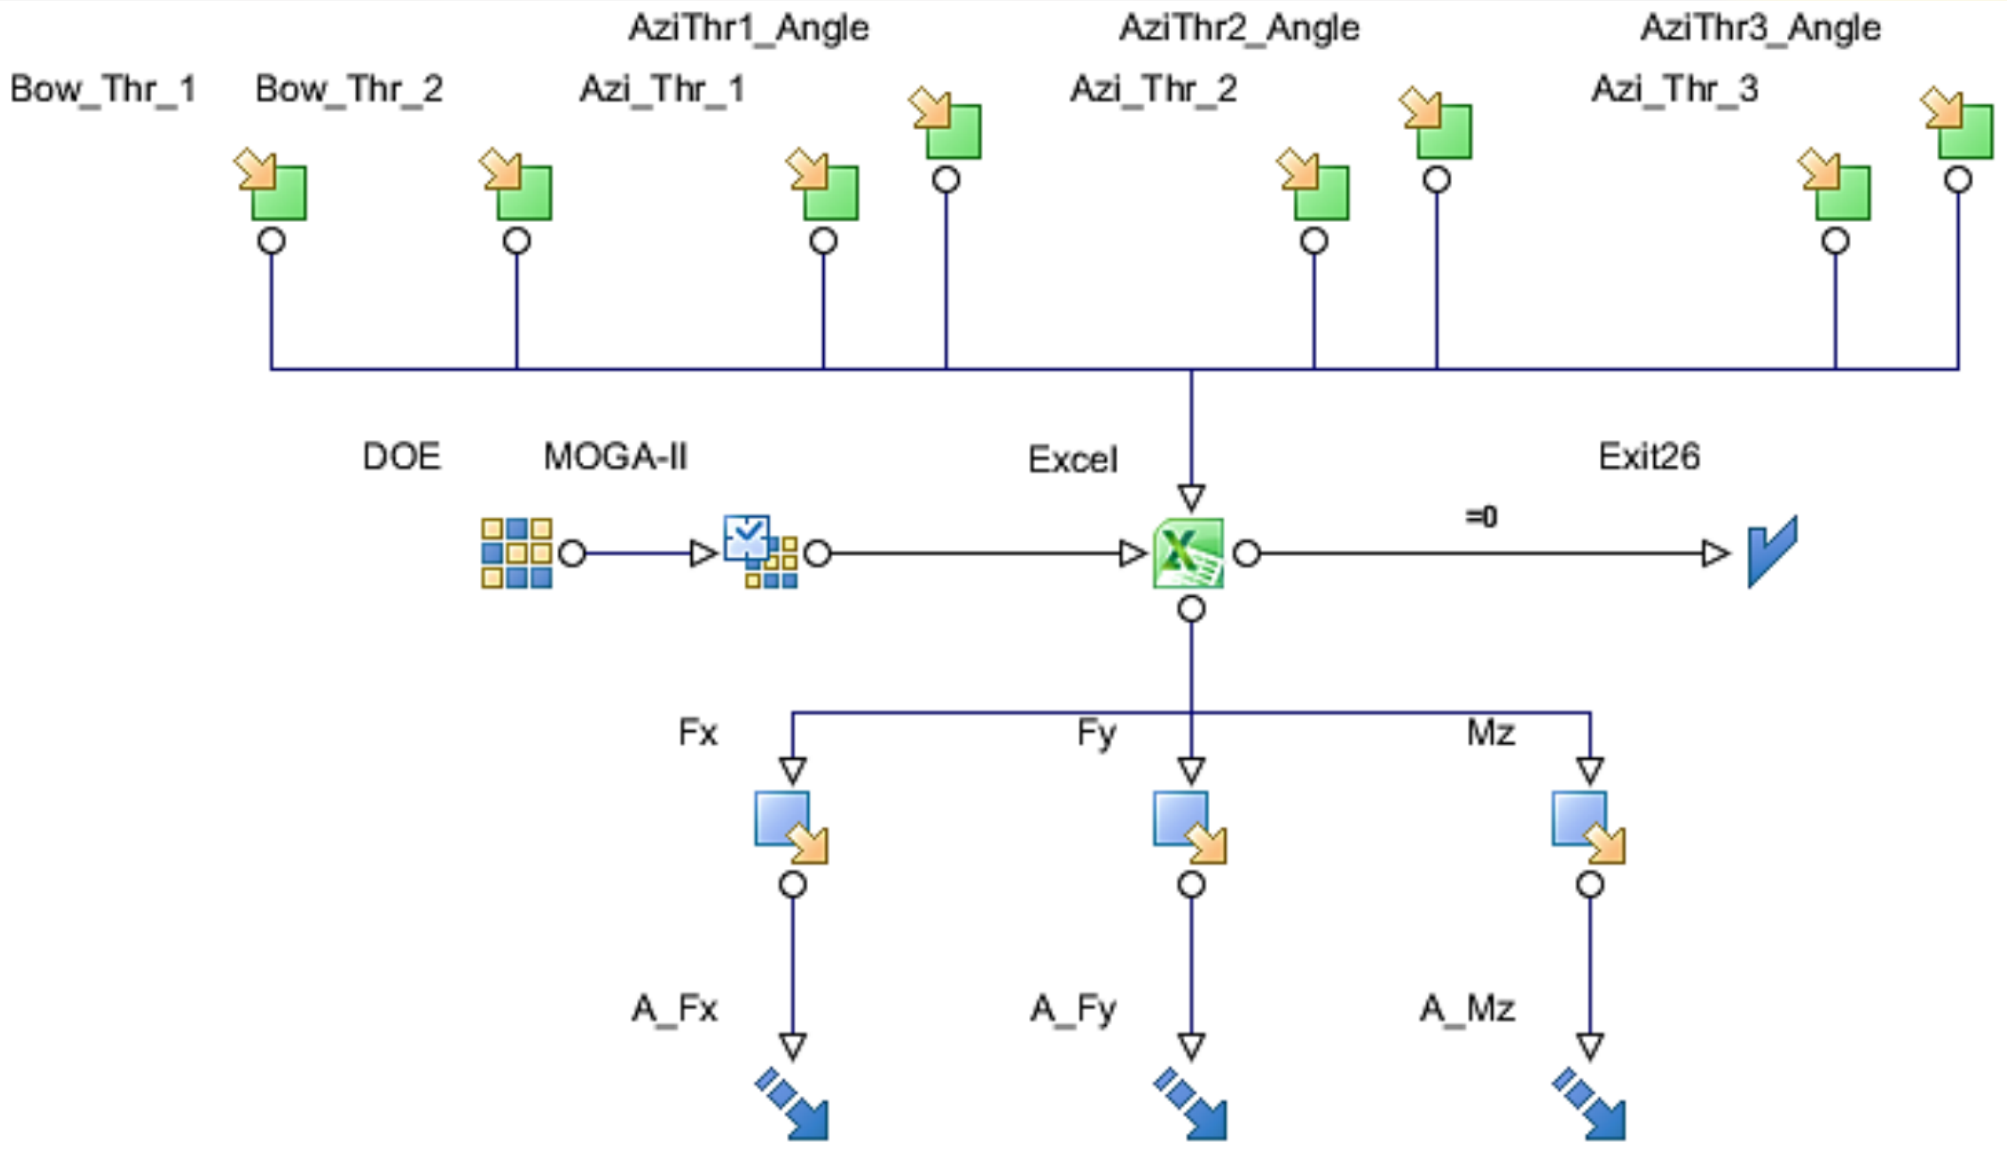 AziThr1_Angle
AziThr2_Angle
AziThr3_Angle
Bow_Thr_1
Bow_Thr_2
Azi_Thr_1
Azi_Thr_2
Azi_Thr_3
DOE
MOGA-II
Excel
Exit26
=0
X
Fx
Fy
Mz
A_Fx
A_Fy
A_Mz